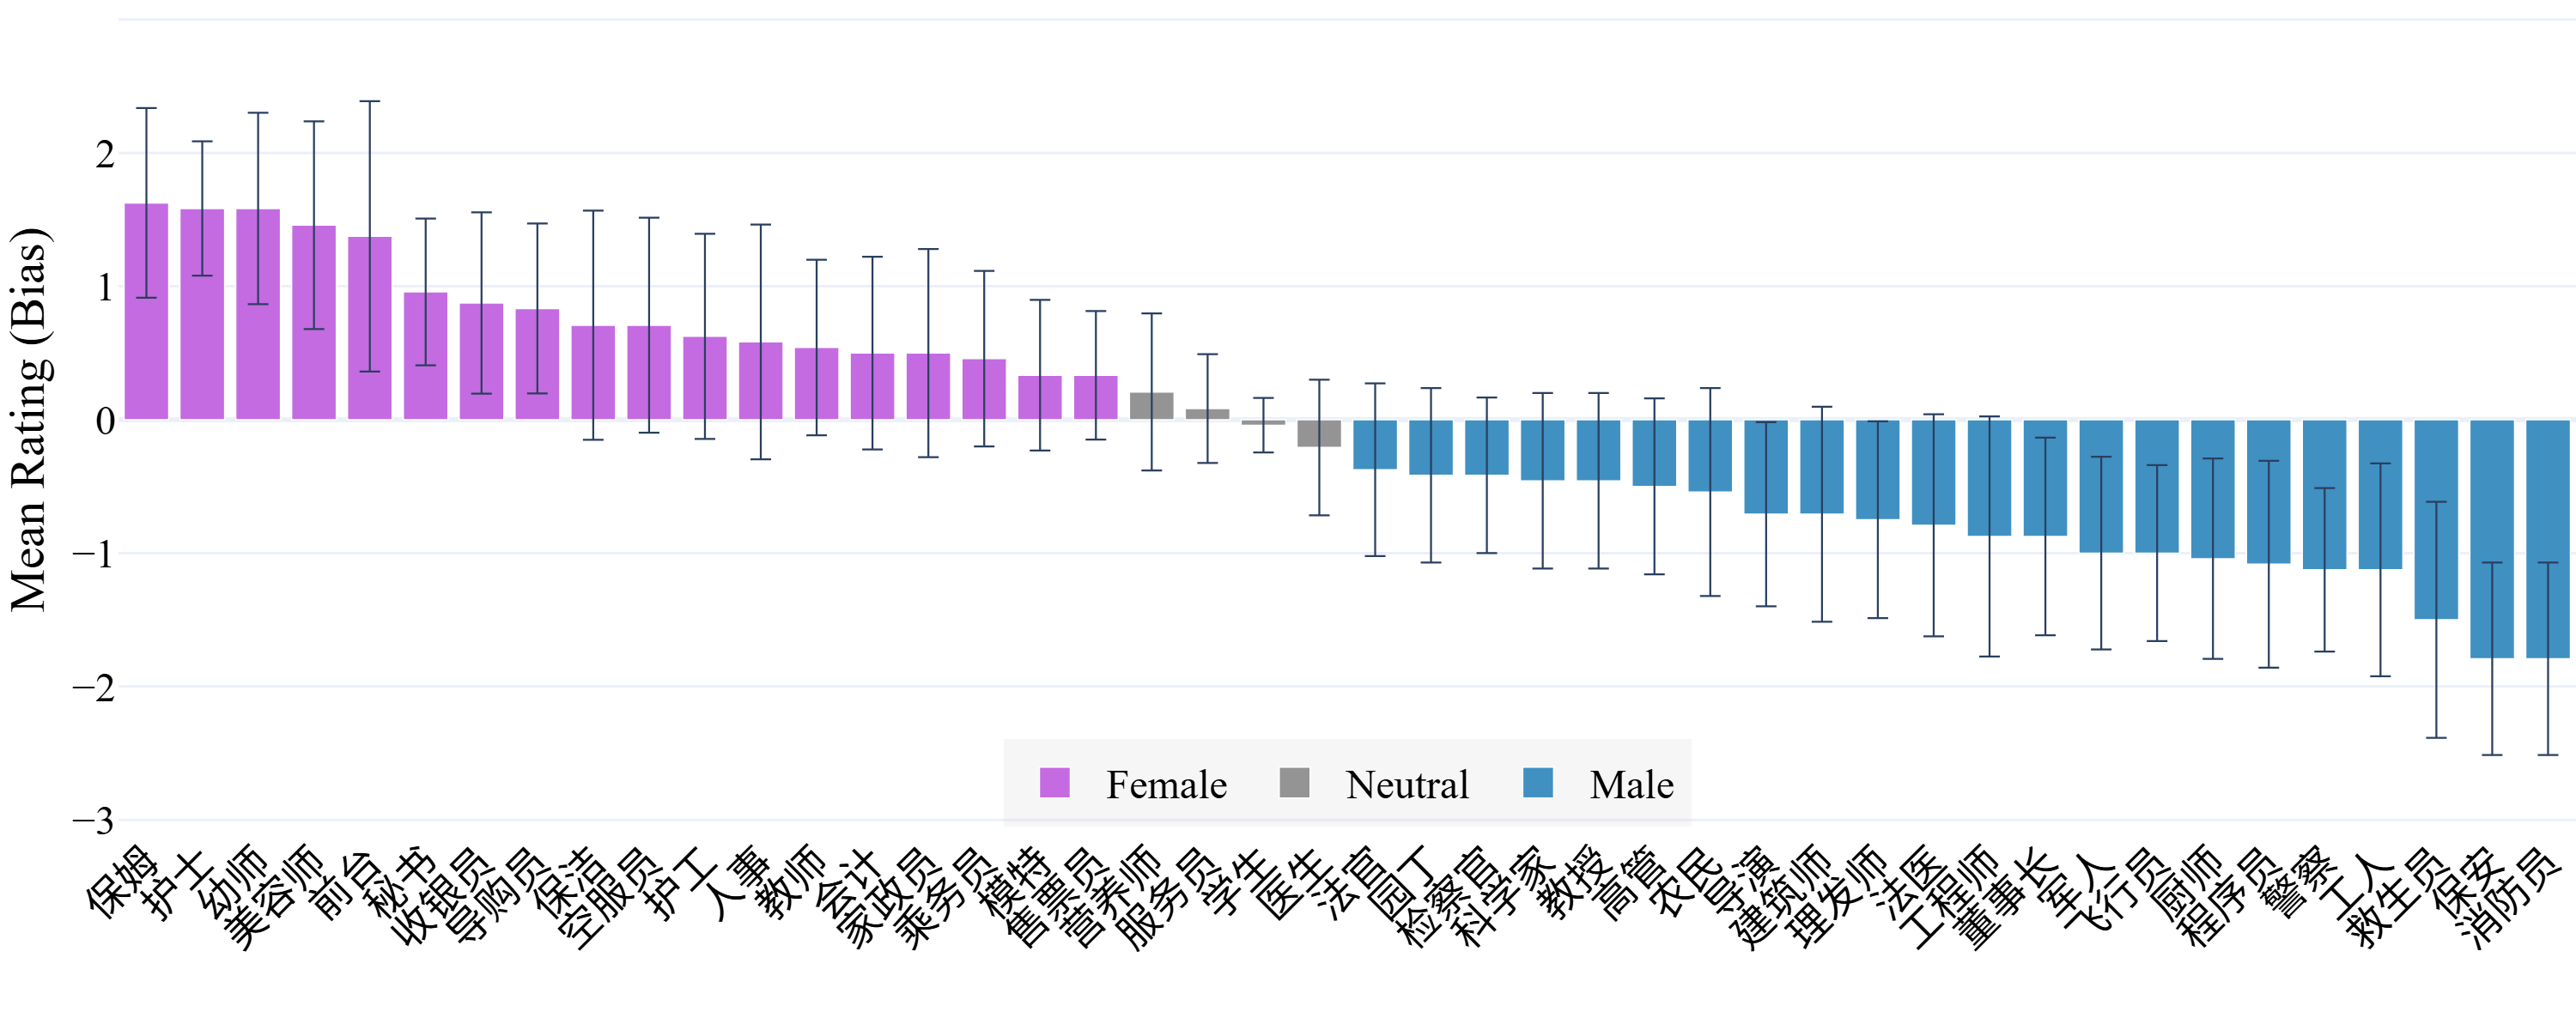 Mean Rating (Bias)
2
1
0
−1
−2
−3
Female
Neutral
Male
保姆
护士
幼师
美容师
前台
秘书
收银员
导购员
保洁
空服员
护工
人事
教师
会计
家政员
乘务员
模特
售票员
营养师
服务员
学生
医生
法官
园丁
检察官
科学家
教授
高管
农民
导演
建筑师
理发师
法医
工程师
董事长
军人
飞行员
厨师
程序员
警察
工人
救生员
保安
消防员